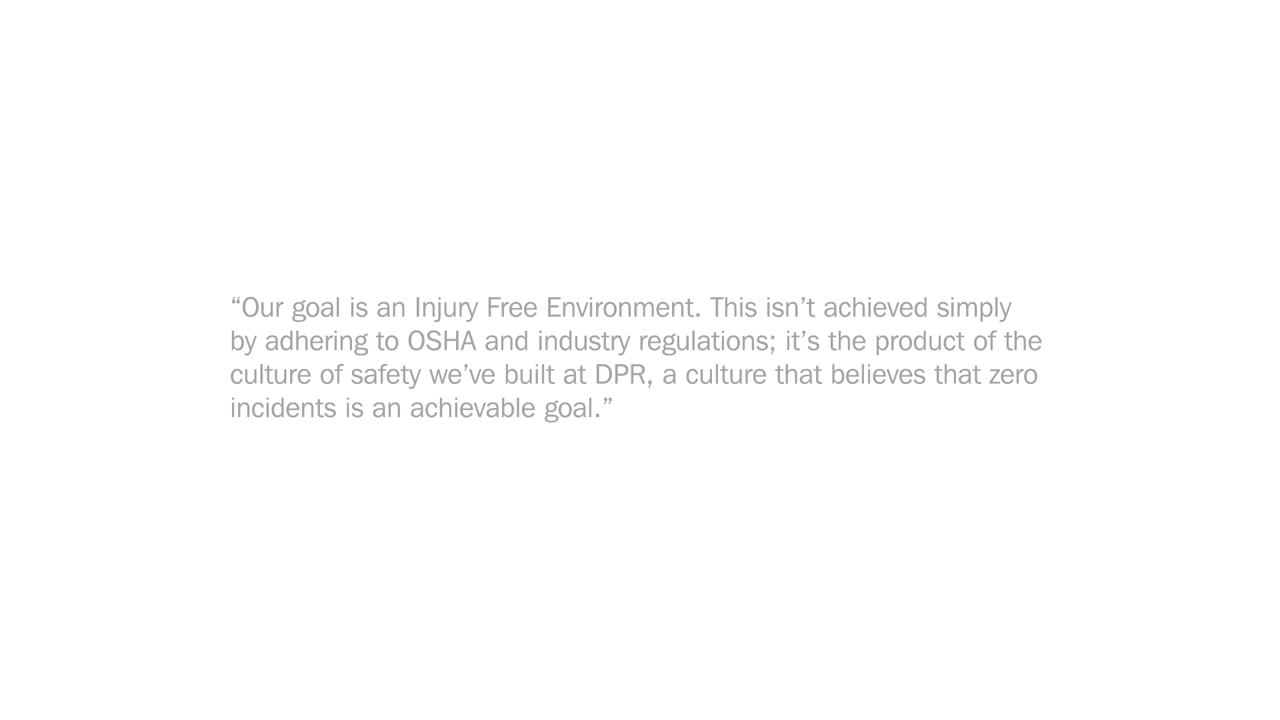 “Our goal is an Injury Free Environment. This isn’t achieved simply
by adhering to OSHA and industry regulations; it’s the product of the
culture of safety we’ve built at DPR, a culture that believes that zero
incidents is an achievable goal.”